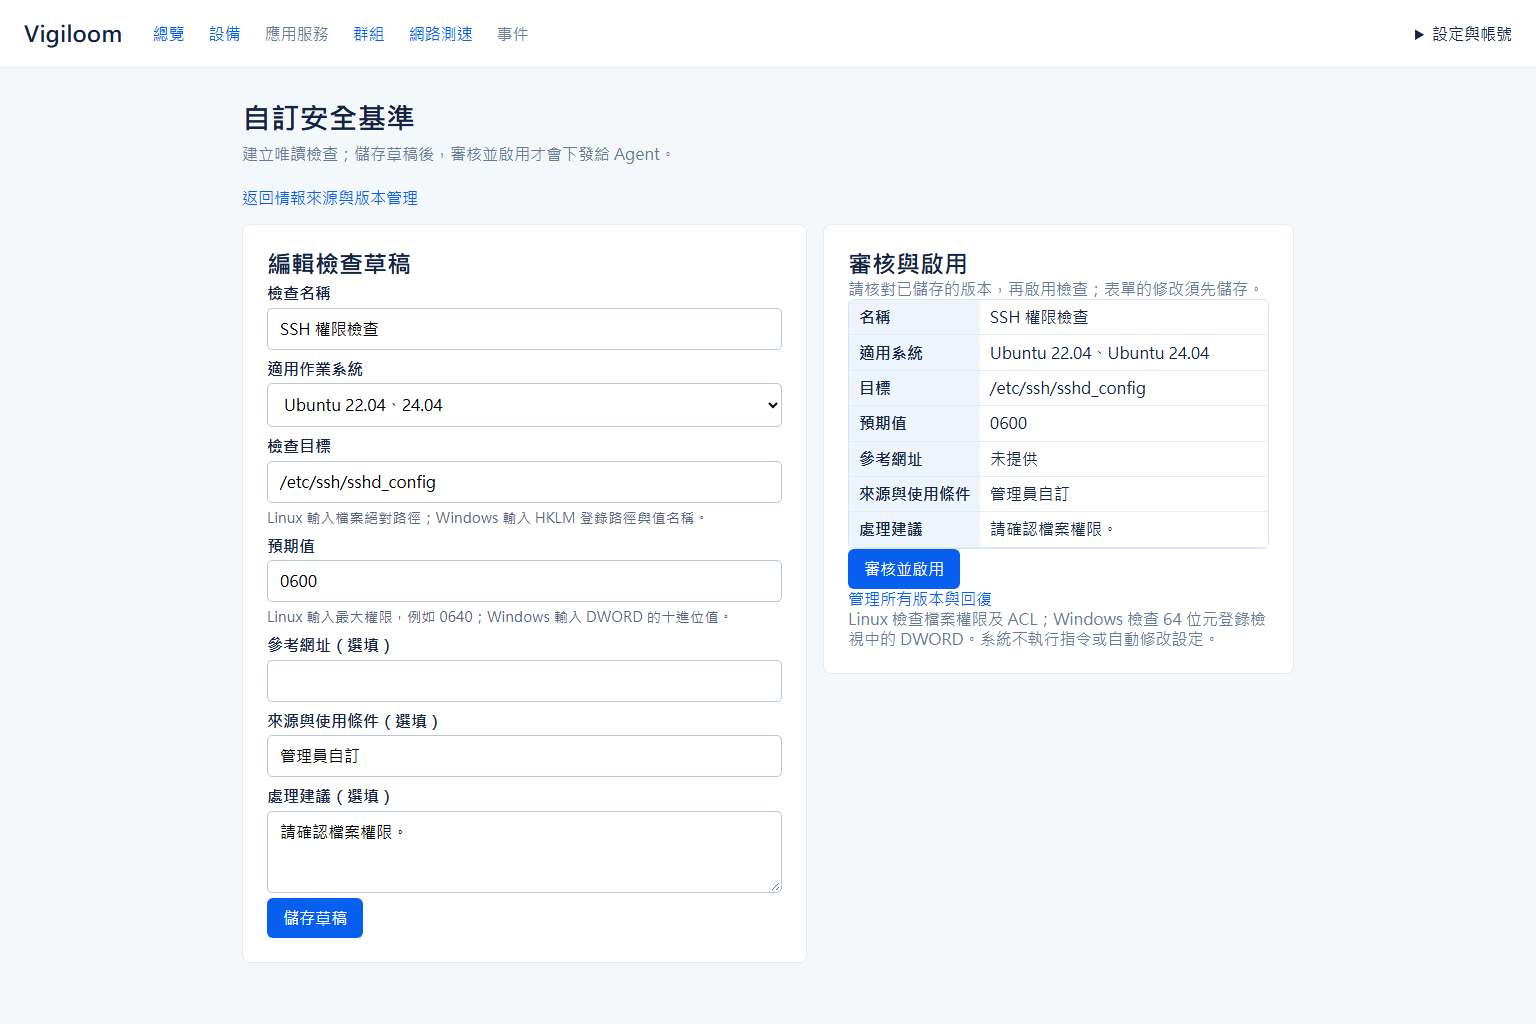 Vigiloom
總覽
設備
應用服務
群組
網路測速
事件
▶ 設定與帳號
自訂安全基準
建立唯讀檢查；儲存草稿後，審核並啟用才會下發給 Agent。
返回情報來源與版本管理
編輯檢查草稿
檢查名稱
SSH 權限檢查
適用作業系統
Ubuntu 22.04、24.04
檢查目標
/etc/ssh/sshd_config
Linux 輸入檔案絕對路徑；Windows 輸入 HKLM 登錄路徑與值名稱。
預期值
0600
Linux 輸入最大權限，例如 0640；Windows 輸入 DWORD 的十進位值。
參考網址（選填）
來源與使用條件（選填）
管理員自訂
處理建議（選填）
請確認檔案權限。
儲存草稿
審核與啟用
請核對已儲存的版本，再啟用檢查；表單的修改須先儲存。
名稱 SSH 權限檢查
適用系統 Ubuntu 22.04、Ubuntu 24.04
目標 /etc/ssh/sshd_config
預期值 0600
參考網址 未提供
來源與使用條件 管理員自訂
處理建議 請確認檔案權限。
審核並啟用
管理所有版本與回復
Linux 檢查檔案權限及 ACL；Windows 檢查 64 位元登錄檢
視中的 DWORD。系統不執行指令或自動修改設定。